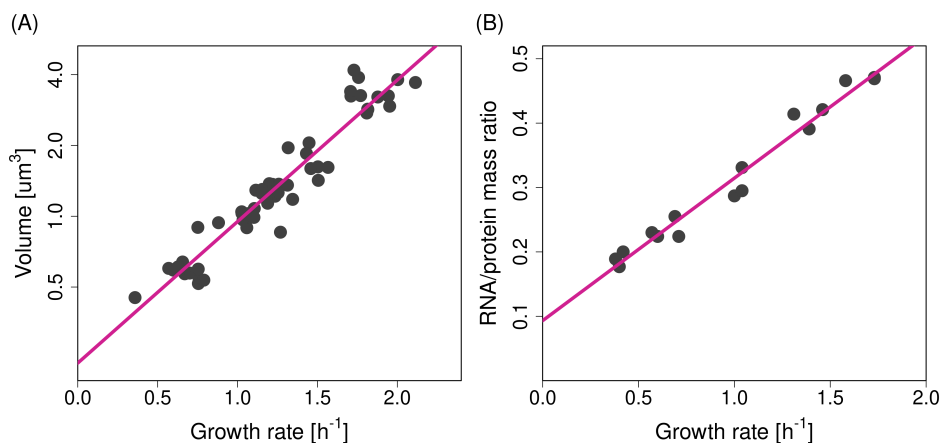 (A)
Volume [um³]
4.0
2.0
1.0
0.5
0.0 0.5 1.0 1.5 2.0
Growth rate [h⁻¹]
(B)
RNA/protein mass ratio
0.5
0.4
0.3
0.2
0.1
0.0 0.5 1.0 1.5 2.0
Growth rate [h⁻¹]